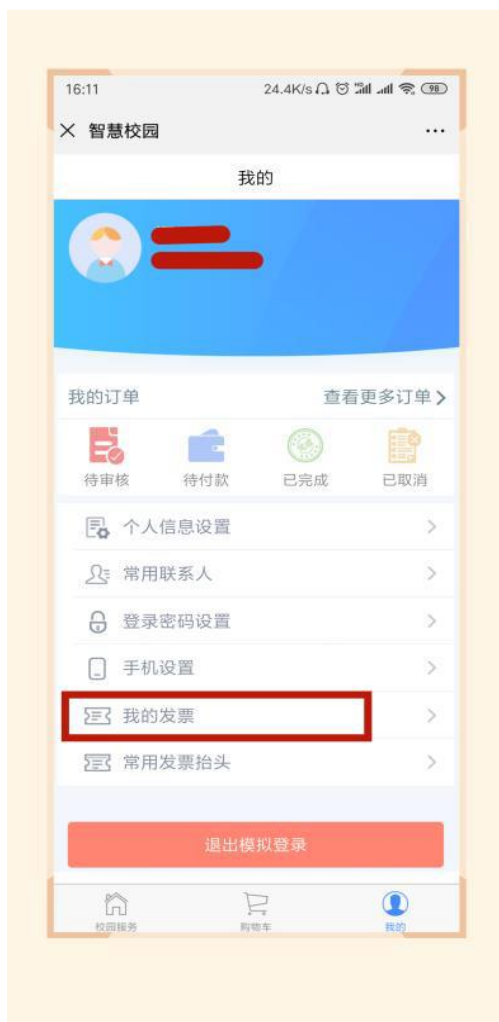 16:11 24.4K/s HD 98
智慧校园 ...
我的
我的订单 查看更多订单
待审核 待付款 已完成 已取消
个人信息设置
常用联系人
登录密码设置
手机设置
我的发票
常用发票抬头
退出模拟登录
校园服务 购物车 我的